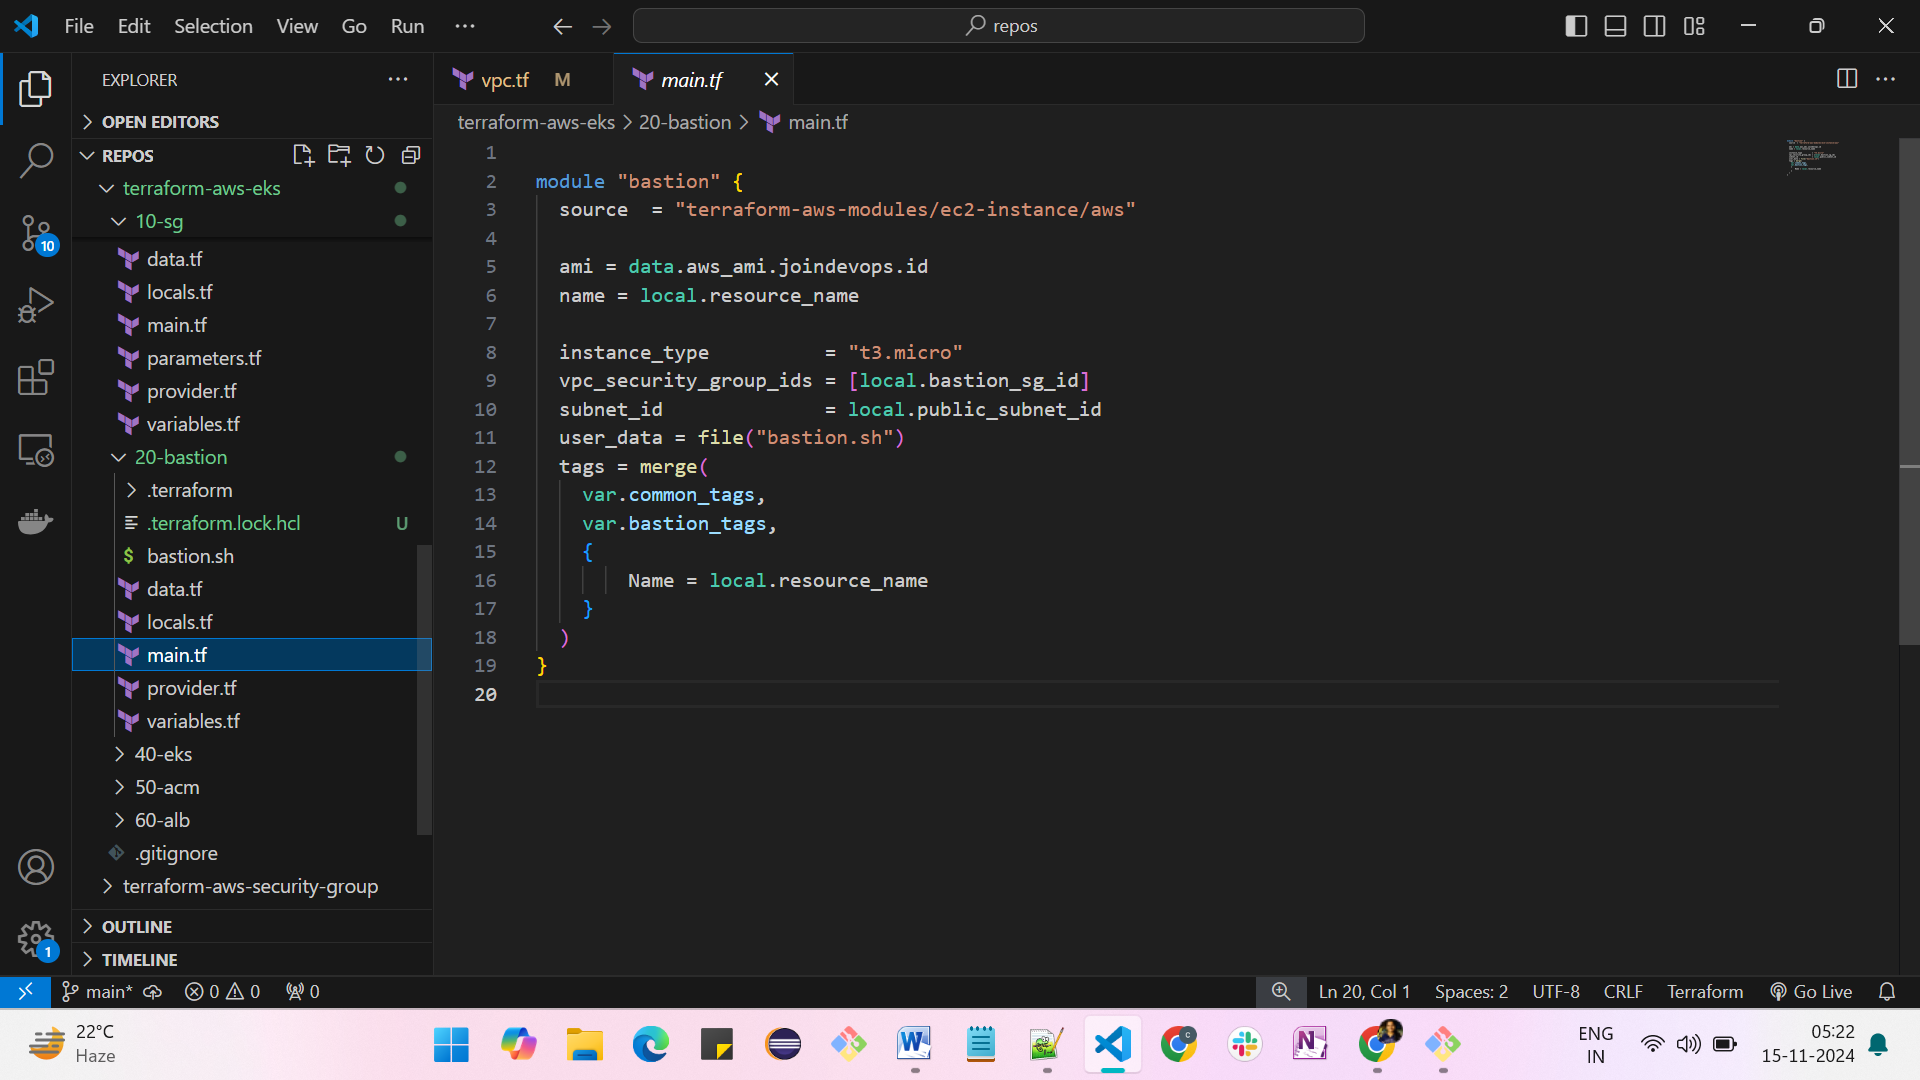 File Edit Selection View Go Run ··· repos
EXPLORER
OPEN EDITORS
REPOS
terraform-aws-eks
10-sg
data.tf
locals.tf
main.tf
parameters.tf
provider.tf
variables.tf
20-bastion
.terraform
.terraform.lock.hcl U
bastion.sh
data.tf
locals.tf
main.tf
provider.tf
variables.tf
40-eks
50-acm
60-alb
.gitignore
terraform-aws-security-group
OUTLINE
TIMELINE
10
1
vpc.tf M main.tf
terraform-aws-eks > 20-bastion > main.tf
1
2 module "bastion" {
3 source  = "terraform-aws-modules/ec2-instance/aws"
4
5 ami = data.aws_ami.joindevops.id
6 name = local.resource_name
7
8 instance_type          = "t3.micro"
9 vpc_security_group_ids = [local.bastion_sg_id]
10 subnet_id              = local.public_subnet_id
11 user_data = file("bastion.sh")
12 tags = merge(
13 var.common_tags,
14 var.bastion_tags,
15 {
16 Name = local.resource_name
17 }
18 )
19 }
20
main* 0 0 0 Ln 20, Col 1 Spaces: 2 UTF-8 CRLF Terraform Go Live
22°C
Haze
ENG
IN
05:22
15-11-2024